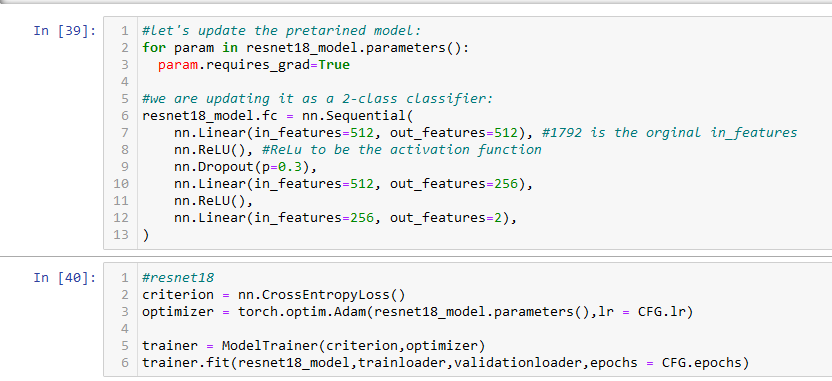 In [39]:
1 #let's update the pretarined model:
2 for param in resnet18_model.parameters():
3   param.requires_grad=True
4
5 #we are updating it as a 2-class classifier:
6 resnet18_model.fc = nn.Sequential(
7     nn.Linear(in_features=512, out_features=512), #1792 is the orginal in_features
8     nn.ReLU(), #ReLu to be the activation function
9     nn.Dropout(p=0.3),
10     nn.Linear(in_features=512, out_features=256),
11     nn.ReLU(),
12     nn.Linear(in_features=256, out_features=2),
13 )
In [40]:
1 #resnet18
2 criterion = nn.CrossEntropyLoss()
3 optimizer = torch.optim.Adam(resnet18_model.parameters(),lr = CFG.lr)
4
5 trainer = ModelTrainer(criterion,optimizer)
6 trainer.fit(resnet18_model,trainloader,validationloader,epochs = CFG.epochs)